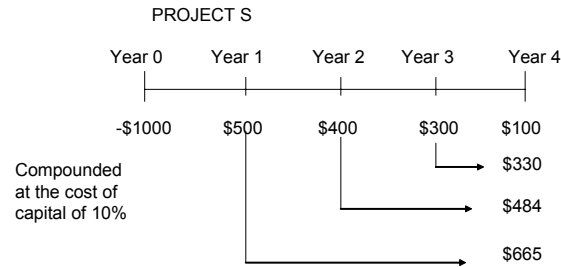 PROJECT S
Year 0 Year 1 Year 2 Year 3 Year 4
-$1000 $500 $400 $300 $100
Compounded
at the cost of
capital of 10%
$330
$484
$665